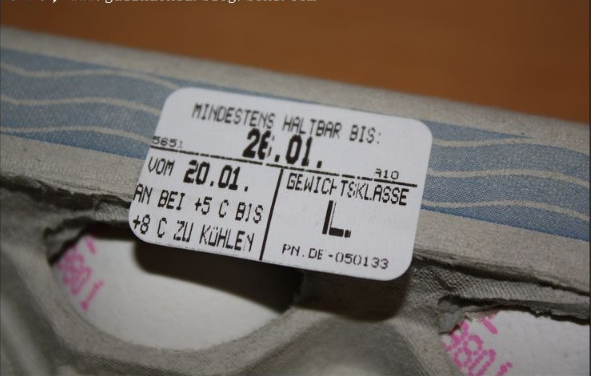 MINDESTENS HALTBAR BIS:
26.01.
5651
310
VOM 20.01.
AN BEI +5 C BIS
+8 C ZU KÜHLEN
GEWICHTSKLASSE
L
PN.DE-050133